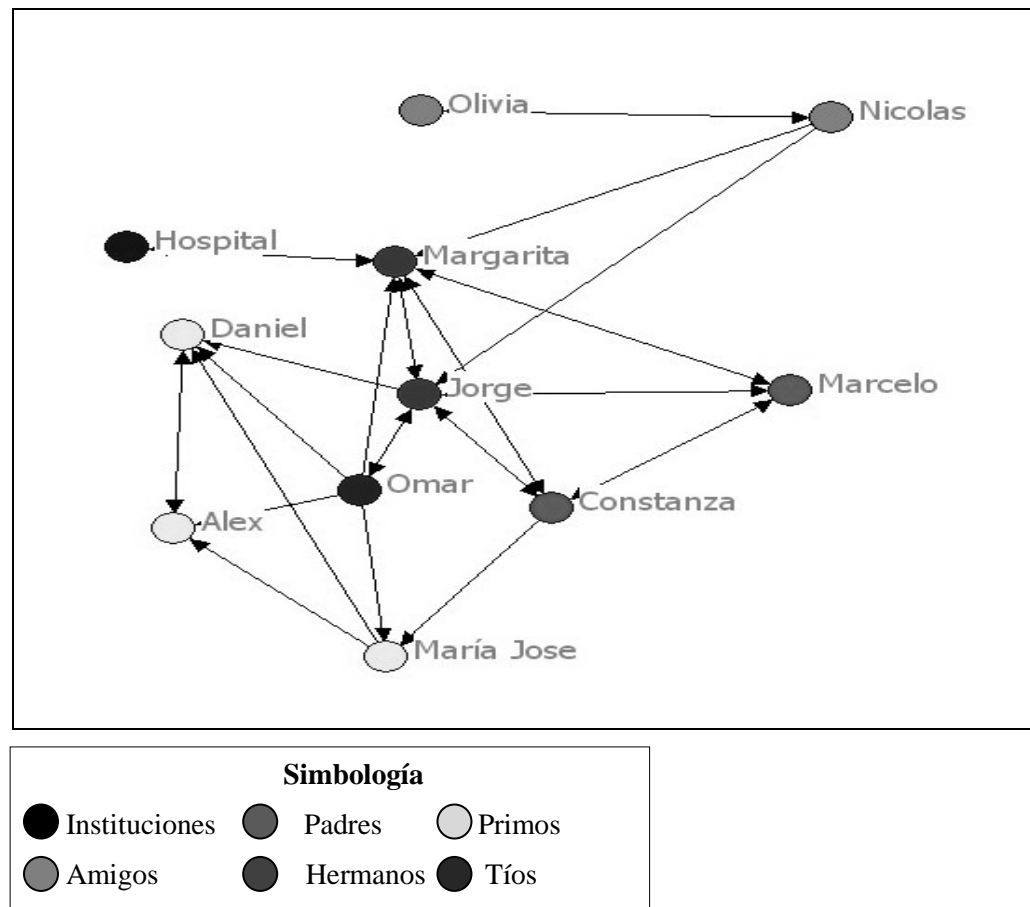 Olivia
Nicolas
Hospital
Margarita
Daniel
Jorge
Marcelo
Omar
Constanza
Alex
María Jose
Simbología
Instituciones Padres Primos
Amigos Hermanos Tíos